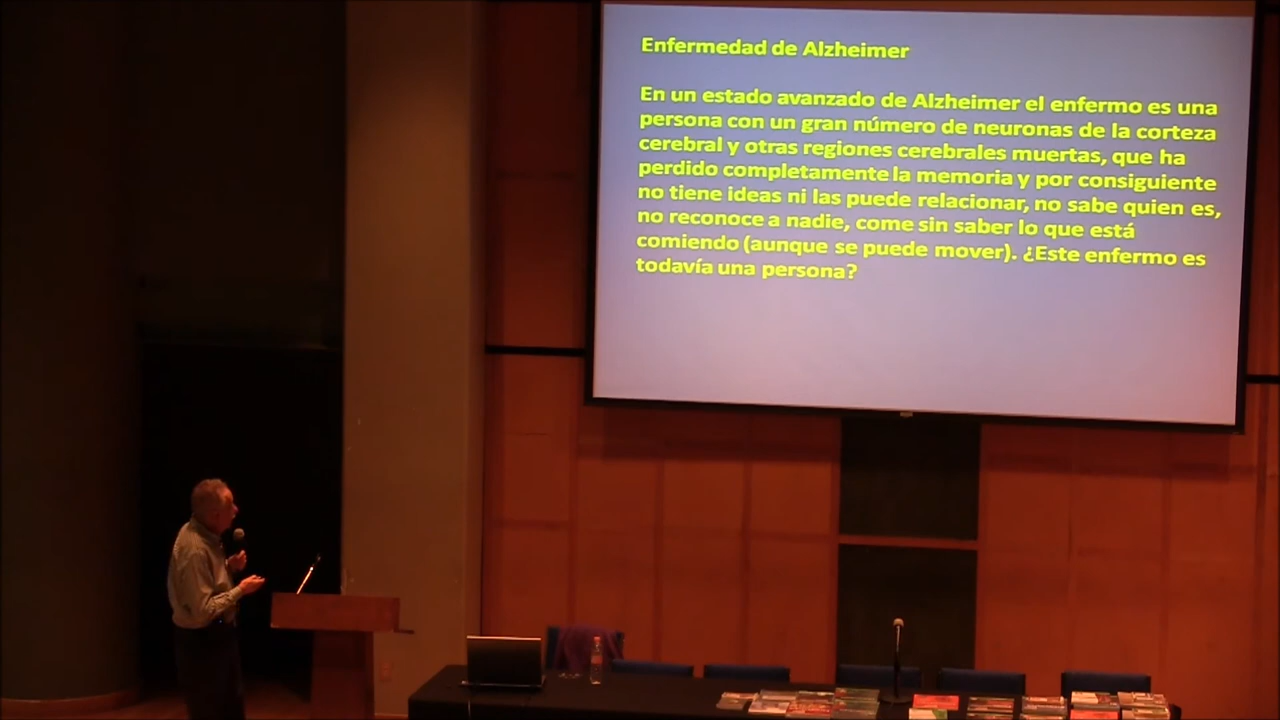 Enfermedad de Alzheimer
En un estado avanzado de Alzheimer el enfermo es una
persona con un gran número de neuronas de la corteza
cerebral y otras regiones cerebrales muertas, que ha
perdido completamente la memoria y por consiguiente
no tiene ideas ni las puede relacionar, no sabe quien es,
no reconoce a nadie, come sin saber lo que está
comiendo (aunque se puede mover). ¿Este enfermo es
todavía una persona?